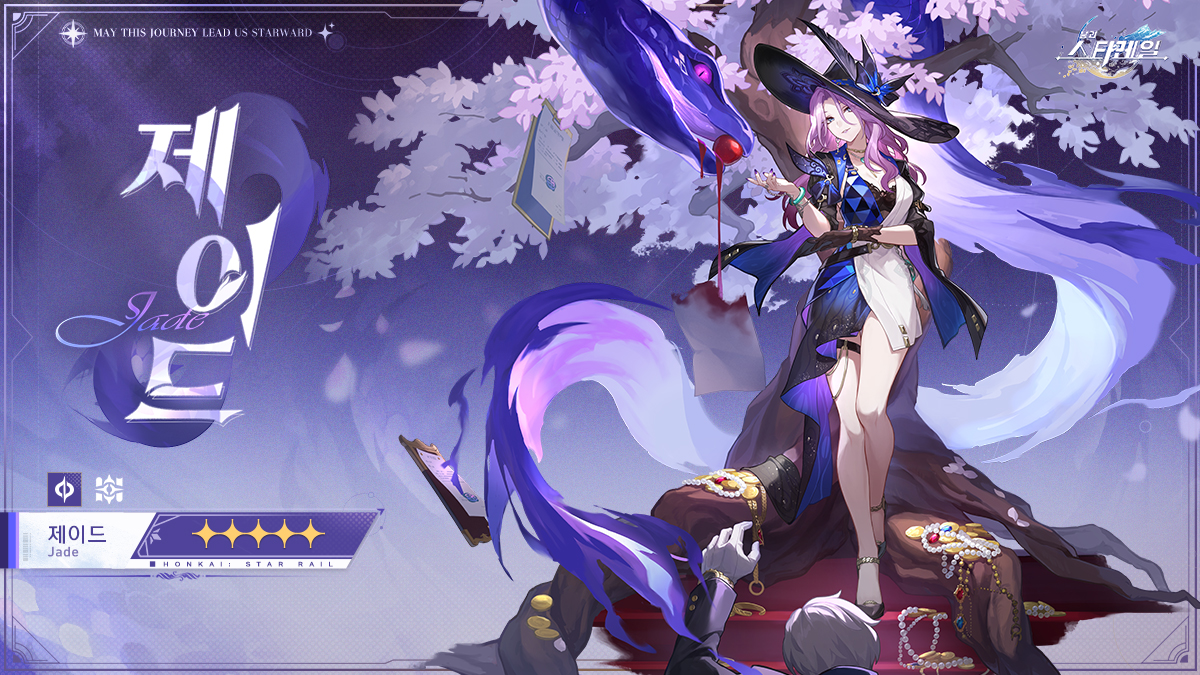 MAY THIS JOURNEY LEAD US STARWARD
붕괴
스타레일
제이드
Jade
제이드
Jade
HONKAI: STAR RAIL